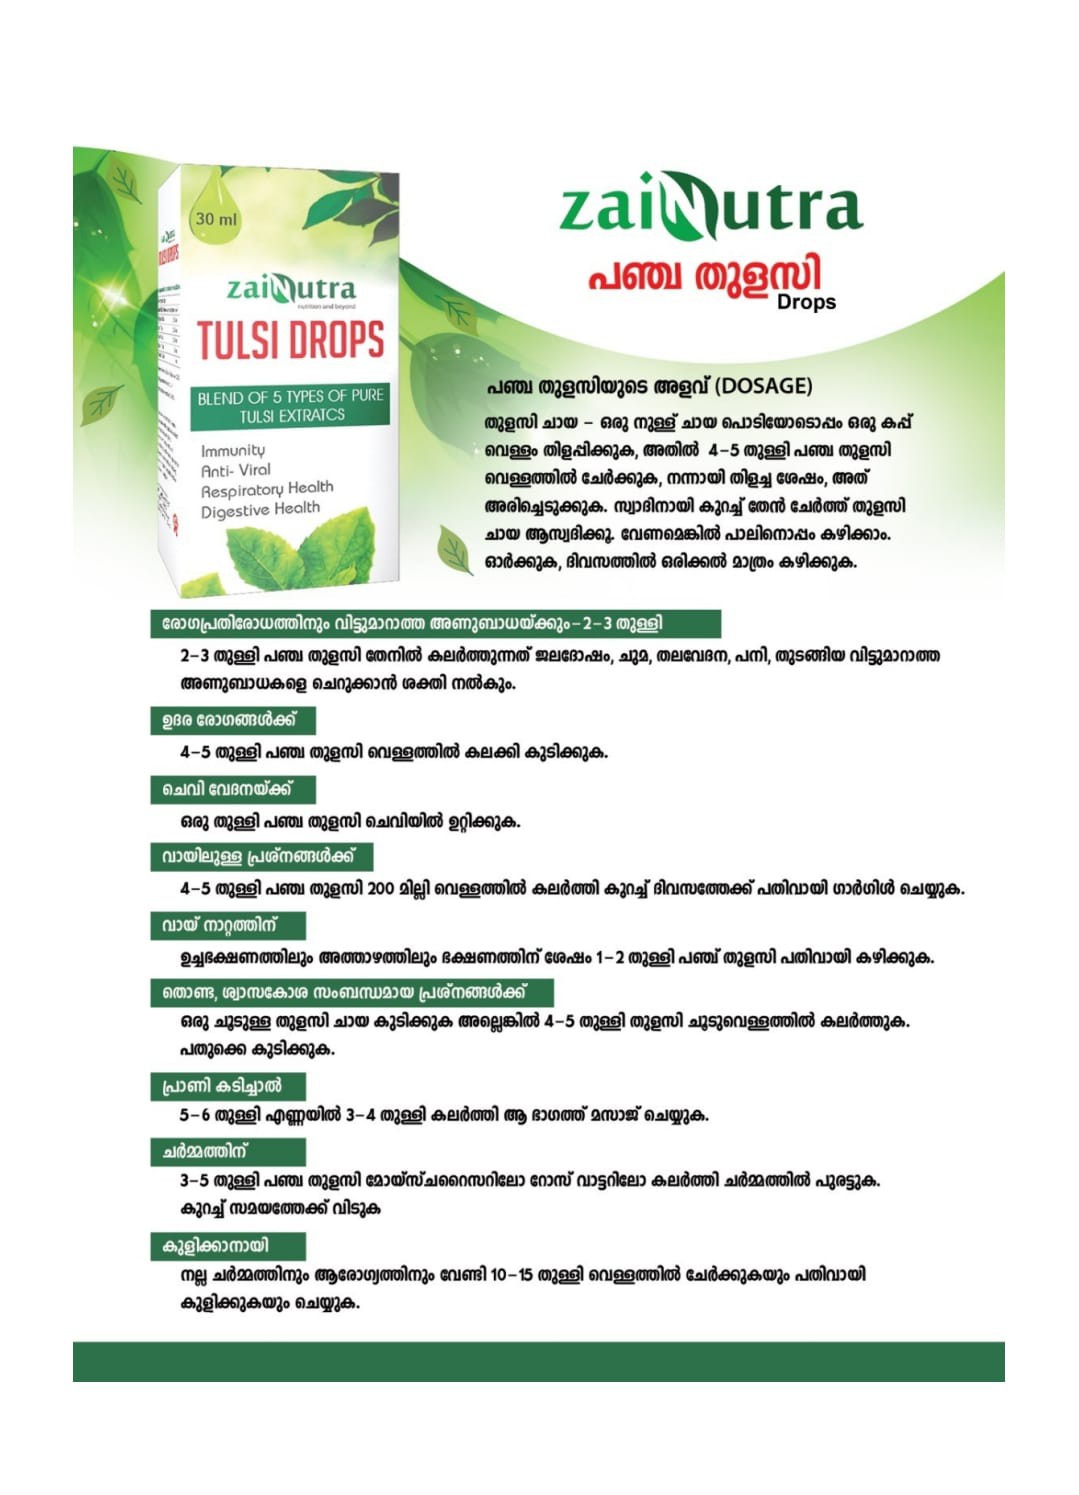 30 ml
zaiNutra
nutrition and beyond
TULSI DROPS
BLEND OF 5 TYPES OF PURE
TULSI EXTRATCS
Immunity
Anti- Viral
Respiratory Health
Digestive Health
zaiNutra
പഞ്ച തുളസി
Drops
പഞ്ച തുളസിയുടെ അളവ് (DOSAGE)
തുളസി ചായ – ഒരു നുള്ള് ചായ പൊടിയോടൊപ്പം ഒരു കപ്പ്
വെള്ളം തിളപ്പിക്കുക, അതിൽ 4-5 തുള്ളി പഞ്ച തുളസി
വെള്ളത്തിൽ ചേർക്കുക, നന്നായി തിളച്ച ശേഷം, അത്
അരിച്ചെടുക്കുക. സ്വാദിനായി കുറച്ച് തേൻ ചേർത്ത് തുളസി
ചായ ആസ്വദിക്കൂ. വേണമെങ്കിൽ പാലിനൊപ്പം കഴിക്കാം.
ഓർക്കുക, ദിവസത്തിൽ ഒരിക്കൽ മാത്രം കഴിക്കുക.
രോഗപ്രതിരോധത്തിനും വിട്ടുമാറാത്ത അണുബാധയ്ക്കും-2-3 തുള്ളി
2-3 തുള്ളി പഞ്ച തുളസി തേനിൽ കലർത്തുന്നത് ജലദോഷം, ചുമ, തലവേദന, പനി, തുടങ്ങിയ വിട്ടുമാറാത്ത
അണുബാധകളെ ചെറുക്കാൻ ശക്തി നൽകും.
ഉദര രോഗങ്ങൾക്ക്
4-5 തുള്ളി പഞ്ച തുളസി വെള്ളത്തിൽ കലക്കി കുടിക്കുക.
ചെവി വേദനയ്ക്ക്
ഒരു തുള്ളി പഞ്ച തുളസി ചെവിയിൽ ഉറ്റിക്കുക.
വായിലുള്ള പ്രശ്നങ്ങൾക്ക്
4-5 തുള്ളി പഞ്ച തുളസി 200 മില്ലി വെള്ളത്തിൽ കലർത്തി കുറച്ച് ദിവസത്തേക്ക് പതിവായി ഗാർഗിൾ ചെയ്യുക.
വായ് നാറ്റത്തിന്
ഉച്ചഭക്ഷണത്തിലും അത്താഴത്തിലും ഭക്ഷണത്തിന് ശേഷം 1-2 തുള്ളി പഞ്ച് തുളസി പതിവായി കഴിക്കുക.
തൊണ്ട, ശ്വാസകോശ സംബന്ധമായ പ്രശ്നങ്ങൾക്ക്
ഒരു ചൂടുള്ള തുളസി ചായ കുടിക്കുക അല്ലെങ്കിൽ 4-5 തുള്ളി തുളസി ചൂടുവെള്ളത്തിൽ കലർത്തുക.
പതുക്കെ കുടിക്കുക.
പ്രാണി കടിച്ചാൽ
5-6 തുള്ളി എണ്ണയിൽ 3-4 തുള്ളി കലർത്തി ആ ഭാഗത്ത് മസാജ് ചെയ്യുക.
ചർമ്മത്തിന്
3-5 തുള്ളി പഞ്ച തുളസി മോയ്സ്ചറൈസറിലോ റോസ് വാട്ടറിലോ കലർത്തി ചർമ്മത്തിൽ പുരട്ടുക.
കുറച്ച് സമയത്തേക്ക് വിടുക
കുളിക്കാനായി
നല്ല ചർമ്മത്തിനും ആരോഗ്യത്തിനും വേണ്ടി 10-15 തുള്ളി വെള്ളത്തിൽ ചേർക്കുകയും പതിവായി
കുളിക്കുകയും ചെയ്യുക.